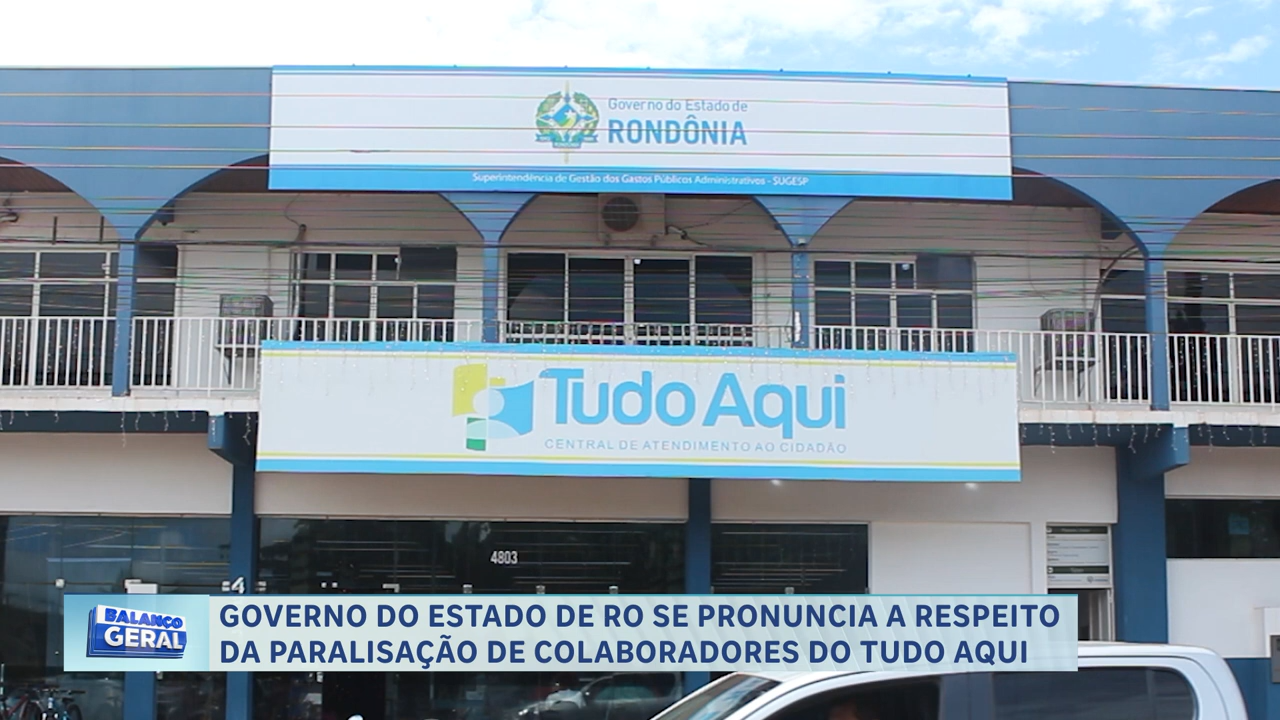 Governo do Estado de
RONDÔNIA
Superintendência de Gestão dos Gastos Públicos Administrativos - SUGESP
Tudo Aqui
CENTRAL DE ATENDIMENTO AO CIDADÃO
4803
4
BALANÇO
GERAL
GOVERNO DO ESTADO DE RO SE PRONUNCIA A RESPEITO
DA PARALISAÇÃO DE COLABORADORES DO TUDO AQUI